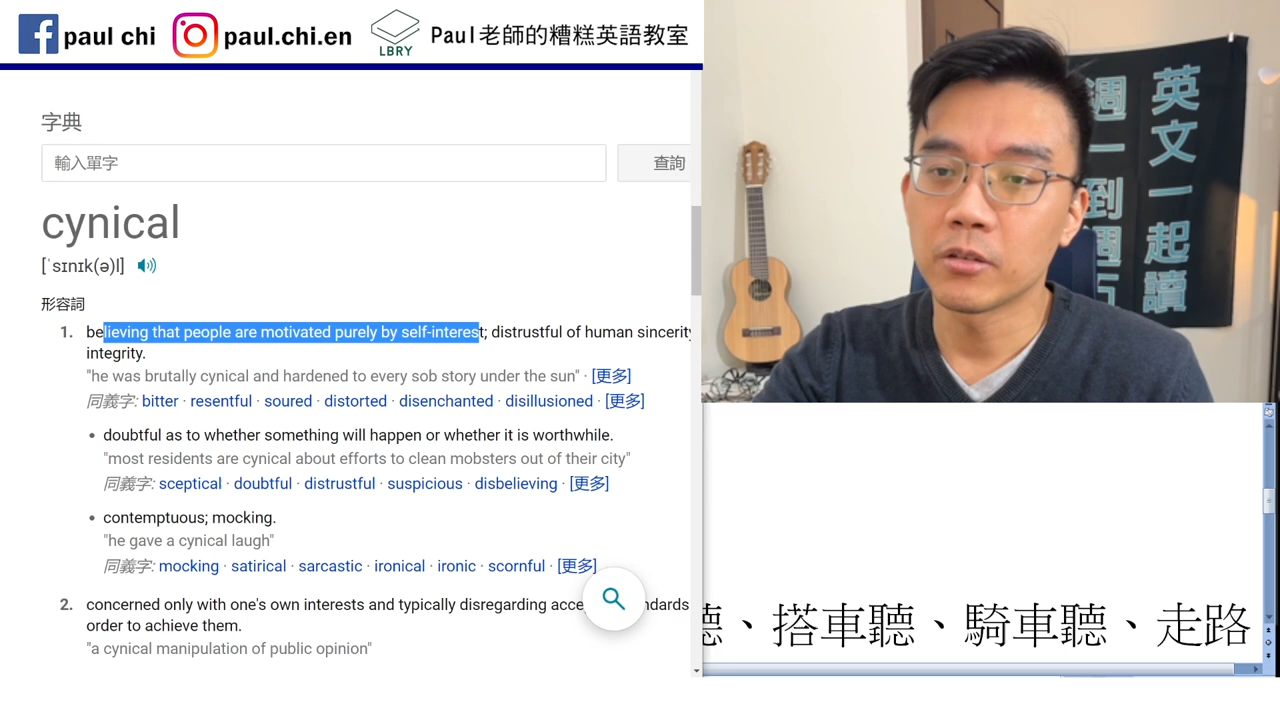 paul chi paul.chi.en LBRY Paul老師的糟糕英語教室
字典
輸入單字 查詢
cynical
[ˈsɪnɪk(ə)l]
形容詞
1. believing that people are motivated purely by self-interest; distrustful of human sincerity
integrity.
"he was brutally cynical and hardened to every sob story under the sun" · [更多]
同義字: bitter · resentful · soured · distorted · disenchanted · disillusioned · [更多]
• doubtful as to whether something will happen or whether it is worthwhile.
"most residents are cynical about efforts to clean mobsters out of their city"
同義字: sceptical · doubtful · distrustful · suspicious · disbelieving · [更多]
• contemptuous; mocking.
"he gave a cynical laugh"
同義字: mocking · satirical · sarcastic · ironical · ironic · scornful · [更多]
2. concerned only with one's own interests and typically disregarding
order to achieve them.
"a cynical manipulation of public opinion"
英文一起讀
週一到週五
聽、搭車聽、騎車聽、走路